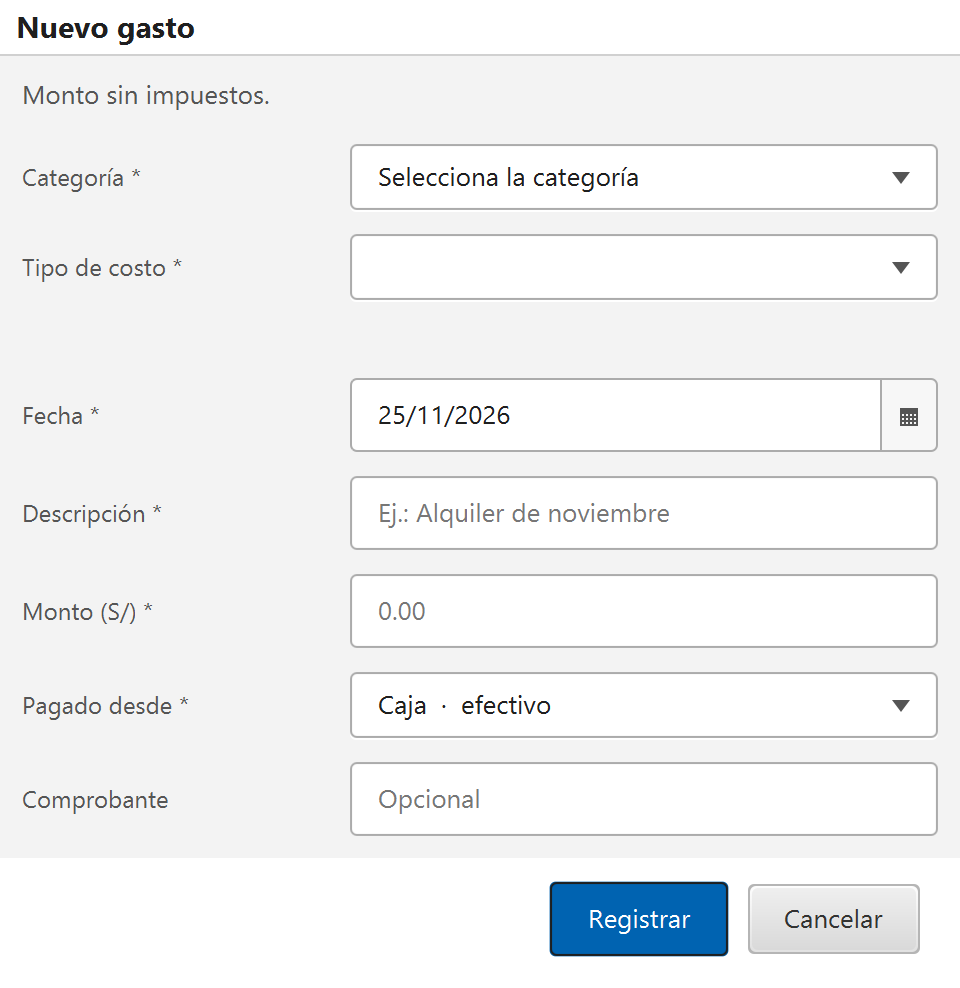 Nuevo gasto
Monto sin impuestos.
Categoría *
Selecciona la categoría
Tipo de costo *
Fecha *
25/11/2026
Descripción *
Ej.: Alquiler de noviembre
Monto (S/) *
0.00
Pagado desde *
Caja · efectivo
Comprobante
Opcional
Registrar
Cancelar